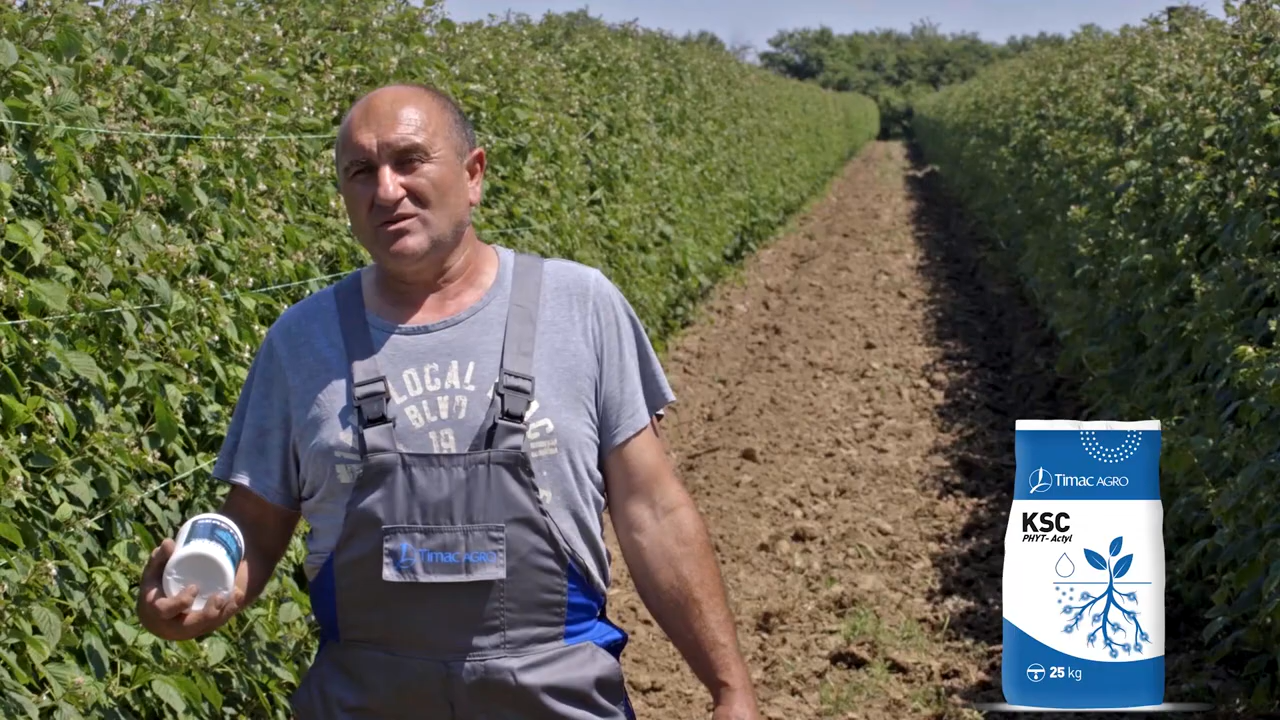 LOCAL
BLVD
19
Timac AGRO
Timac AGRO
KSC
PHYT-Actyl
25 kg